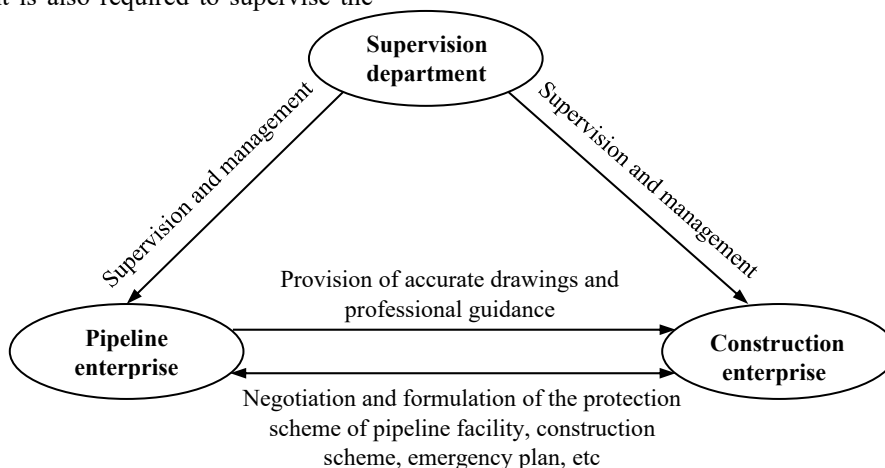 t is also required to supervise the
Supervision
department
Supervision and management
Supervision and management
Provision of accurate drawings and
professional guidance
Pipeline
enterprise
Construction
enterprise
Negotiation and formulation of the protection
scheme of pipeline facility, construction
scheme, emergency plan, etc